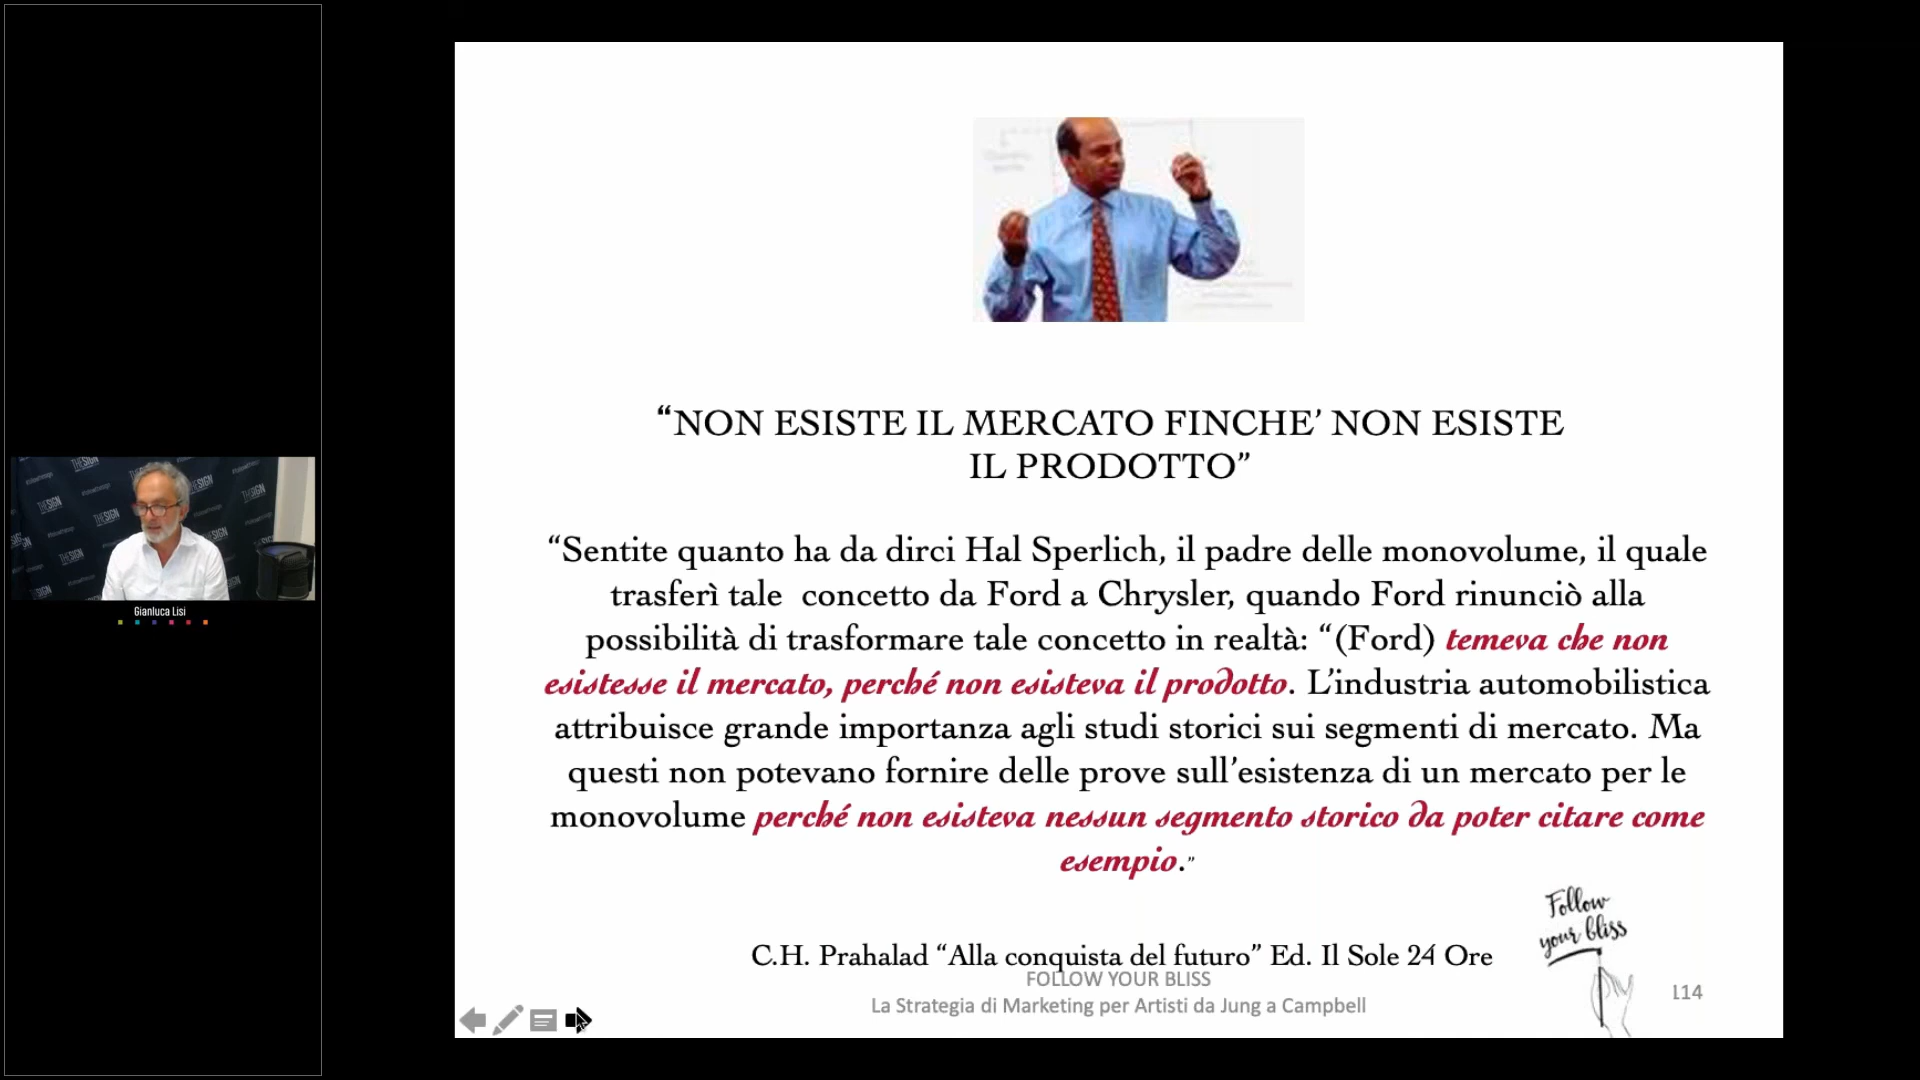 “NON ESISTE IL MERCATO FINCHE’ NON ESISTE
IL PRODOTTO”
“Sentite quanto ha da dirci Hal Sperlich, il padre delle monovolume, il quale
trasferì tale concetto da Ford a Chrysler, quando Ford rinunciò alla
possibilità di trasformare tale concetto in realtà: “(Ford) temeva che non
esistesse il mercato, perché non esisteva il prodotto. L’industria automobilistica
attribuisce grande importanza agli studi storici sui segmenti di mercato. Ma
questi non potevano fornire delle prove sull’esistenza di un mercato per le
monovolume perché non esisteva nessun segmento storico da poter citare come
esempio.”
C.H. Prahalad “Alla conquista del futuro” Ed. Il Sole 24 Ore
FOLLOW YOUR BLISS
La Strategia di Marketing per Artisti da Jung a Campbell
Follow
your bliss
114
THESIGN
THESIGN
THESIGN
THESIGN
THESIGN
THESIGN
Gianluca Lisi